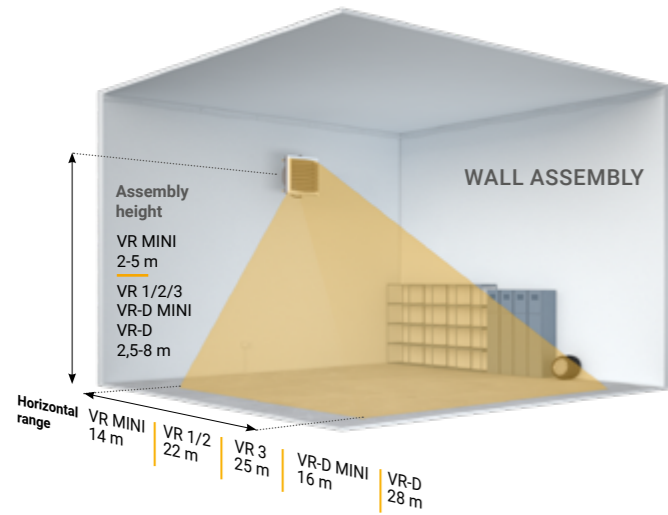 WALL ASSEMBLY
Assembly
height
VR MINI
2-5 m
VR 1/2/3
VR-D MINI
VR-D
2,5-8 m
Horizontal
range
VR MINI
14 m
VR 1/2
22 m
VR 3
25 m
VR-D MINI
16 m
VR-D
28 m